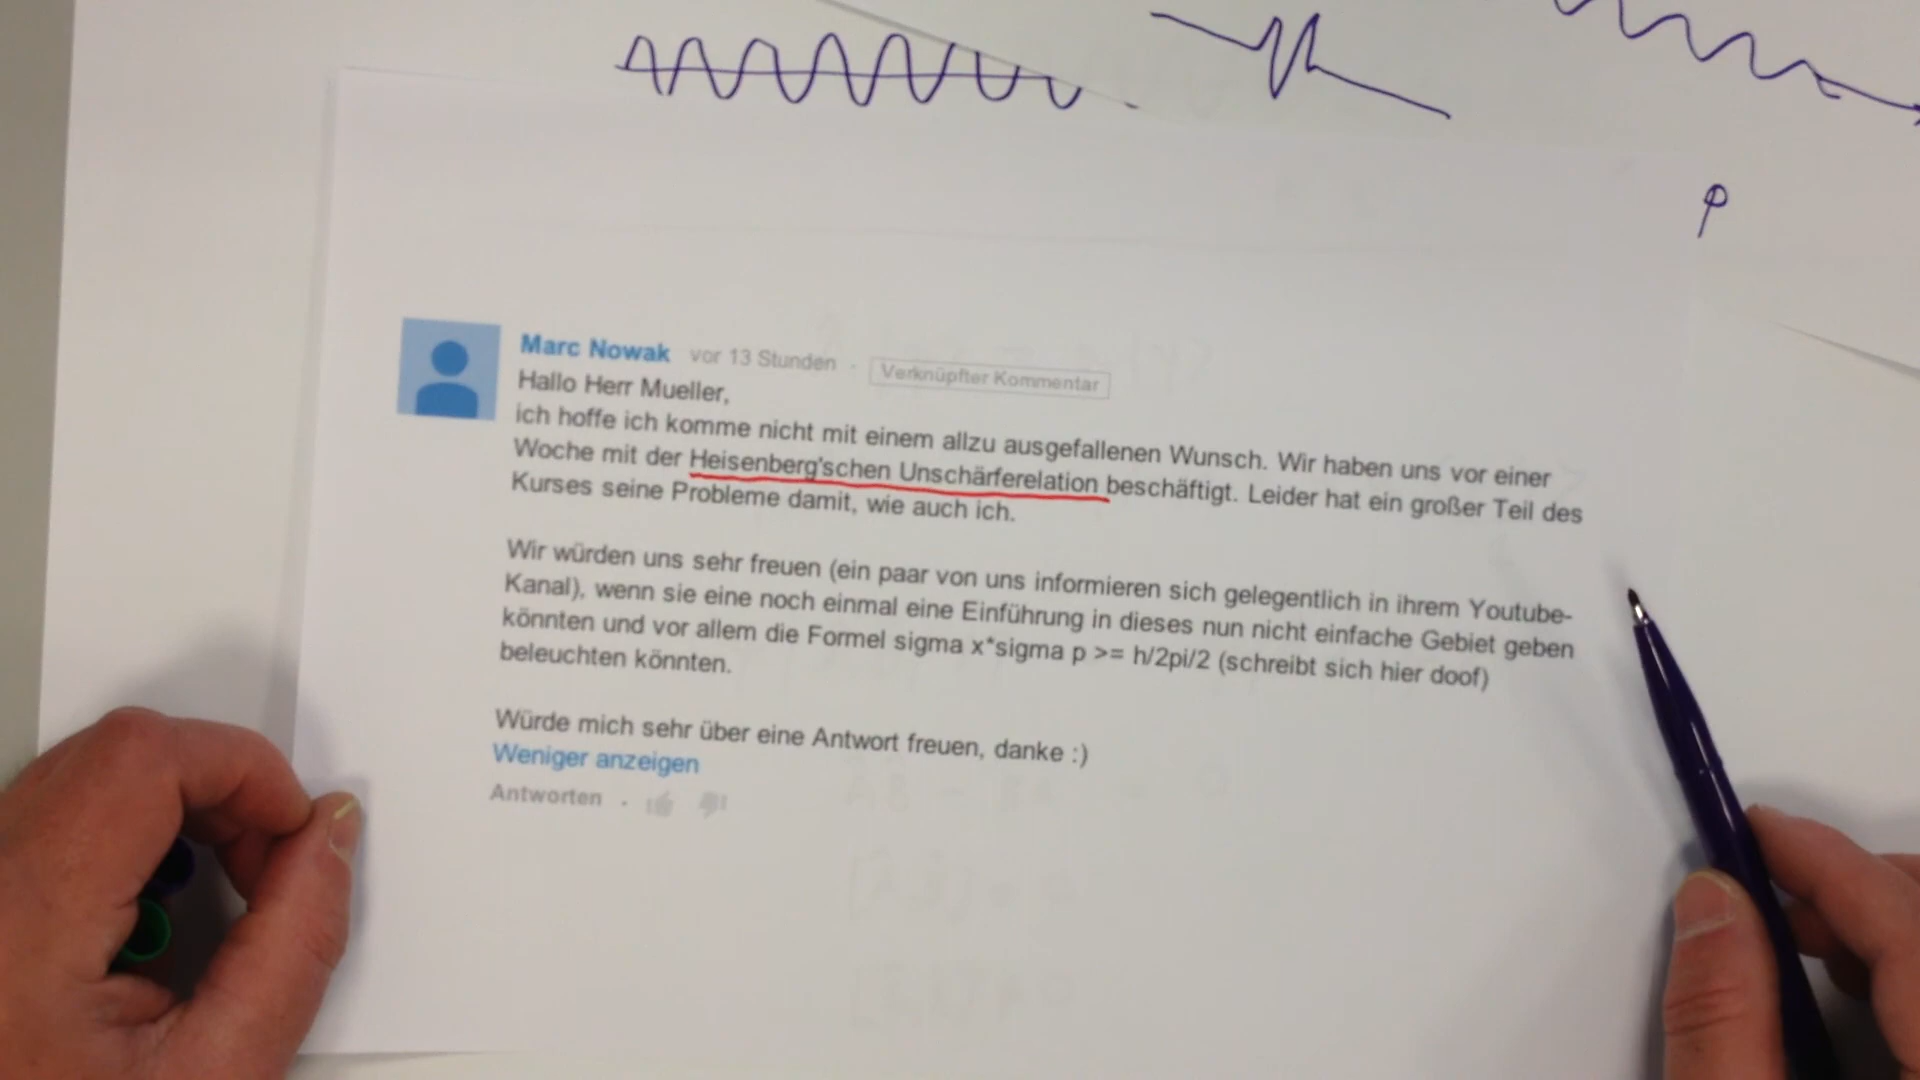 p
Marc Nowak vor 13 Stunden · Verknüpfter Kommentar
Hallo Herr Mueller,
ich hoffe ich komme nicht mit einem allzu ausgefallenen Wunsch. Wir haben uns vor einer
Woche mit der Heisenberg'schen Unschärferelation beschäftigt. Leider hat ein großer Teil des
Kurses seine Probleme damit, wie auch ich.
Wir würden uns sehr freuen (ein paar von uns informieren sich gelegentlich in ihrem Youtube-
Kanal), wenn sie eine noch einmal eine Einführung in dieses nun nicht einfache Gebiet geben
könnten und vor allem die Formel sigma x*sigma p >= h/2pi/2 (schreibt sich hier doof)
beleuchten könnten.
Würde mich sehr über eine Antwort freuen, danke :)
Weniger anzeigen
Antworten ·